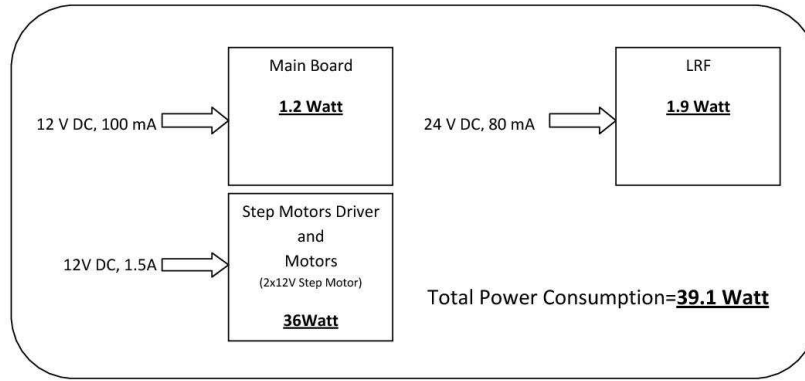 Main Board
1.2 Watt
12 V DC, 100 mA
LRF
1.9 Watt
24 V DC, 80 mA
Step Motors Driver
and
Motors
(2x12V Step Motor)
36Watt
12V DC, 1.5A
Total Power Consumption=39.1 Watt